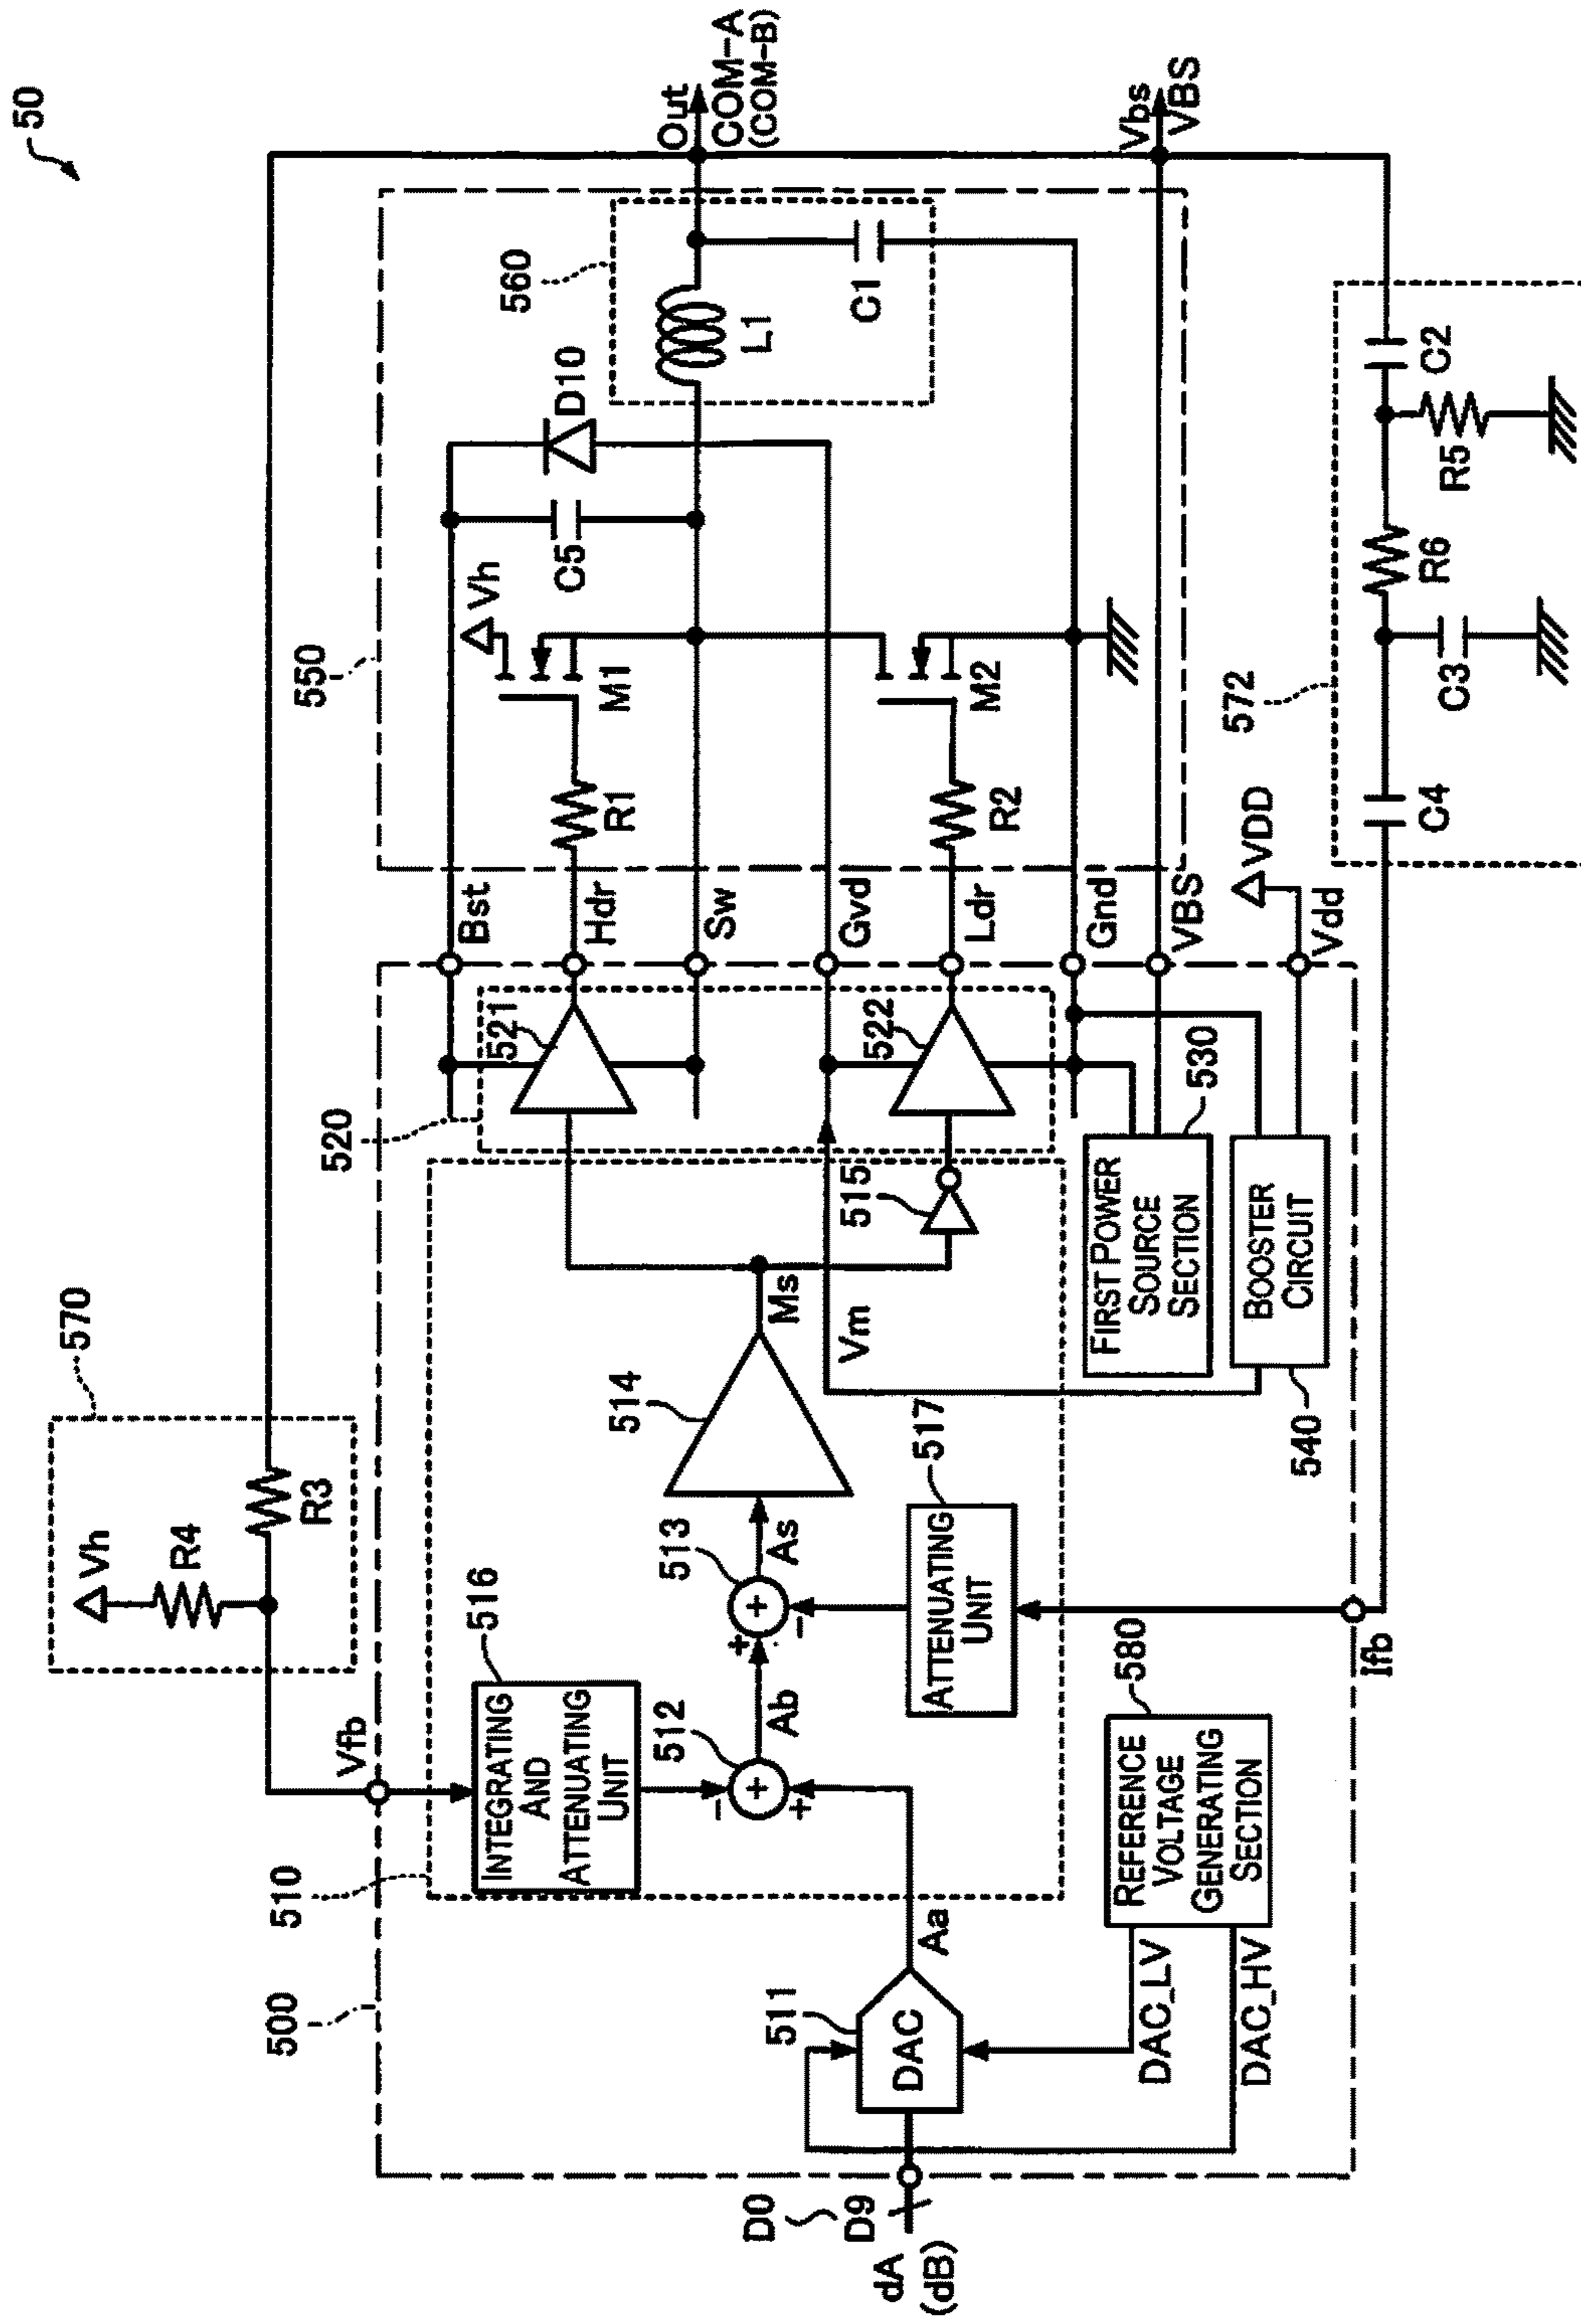 50
570
Vh
R4
R3
Vfb
500
510
516
INTEGRATING
AND
ATTENUATING
UNIT
512
Ab
513
As
514
Ms
515
517
ATTENUATING
UNIT
Vm
520
521
522
Bst
Hdr
Sw
Gvd
Ldr
Gnd
VBS
Vdd
VDD
550
Vh
M1
R1
M2
R2
C5
D10
560
L1
C1
Out
COM-A
(COM-B)
Vbs
VBS
D0
D9
dA
(dB)
511
DAC
Aa
DAC_LV
DAC_HV
580
REFERENCE
VOLTAGE
GENERATING
SECTION
Ifb
FIRST POWER
SOURCE
SECTION
530
BOOSTER
CIRCUIT
540
572
C4
C3
R6
R5
C2
+
−
+
+
+
−